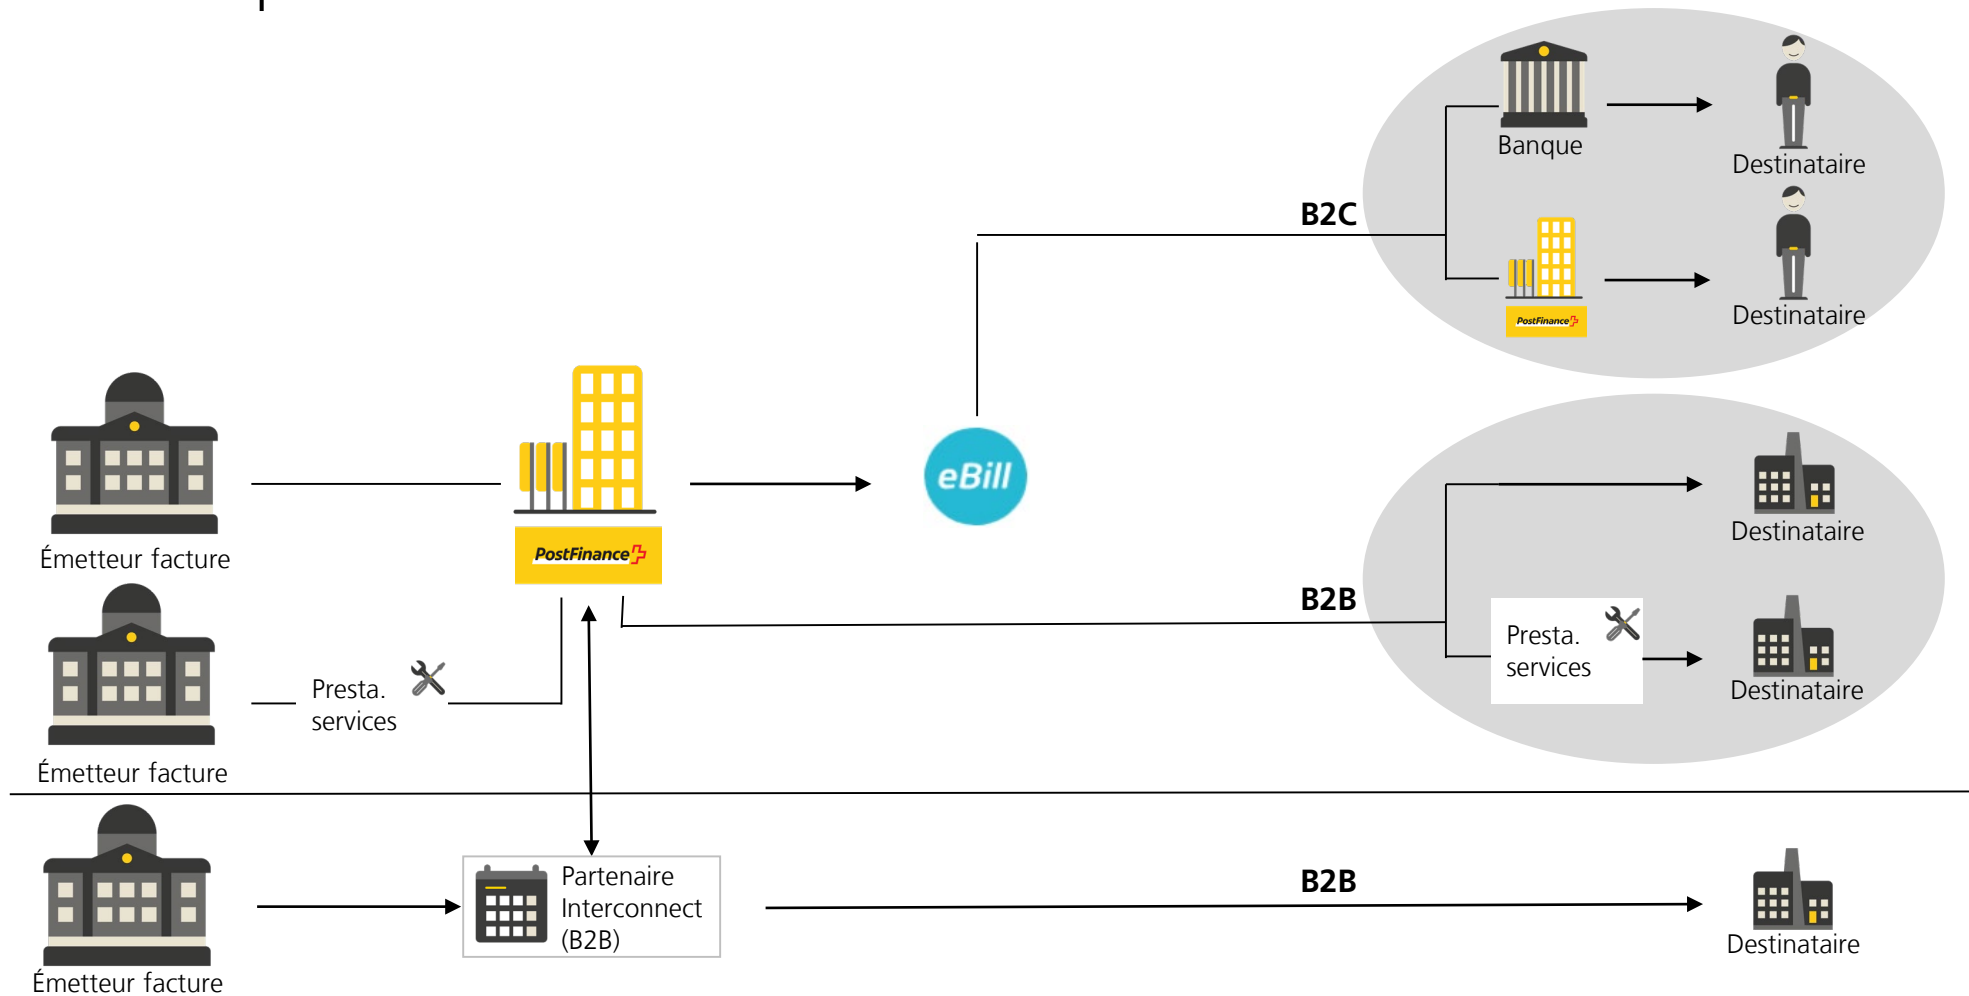 Banque
Destinataire
B2C
PostFinance
Destinataire
eBill
Destinataire
PostFinance
Émetteur facture
B2B
Presta.
services
Destinataire
Presta.
services
Émetteur facture
Partenaire
Interconnect
(B2B)
B2B
Destinataire
Émetteur facture